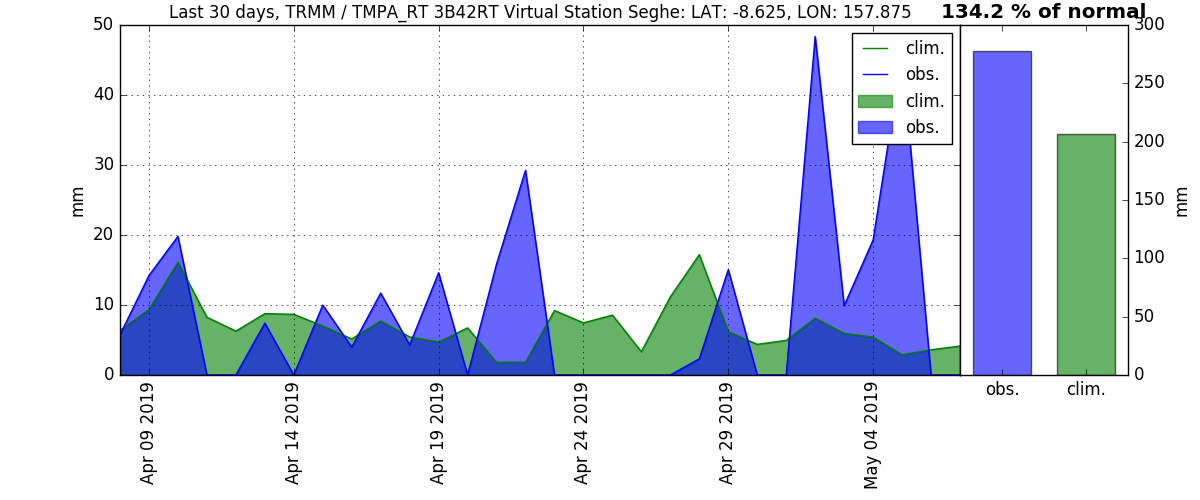 Last 30 days, TRMM / TMPA_RT 3B42RT Virtual Station Seghe: LAT: -8.625, LON: 157.875
134.2 % of normal
50
40
30
20
10
0
mm
clim.
obs.
clim.
obs.
300
250
200
150
100
50
0
mm
Apr 09 2019
Apr 14 2019
Apr 19 2019
Apr 24 2019
Apr 29 2019
May 04 2019
obs.
clim.